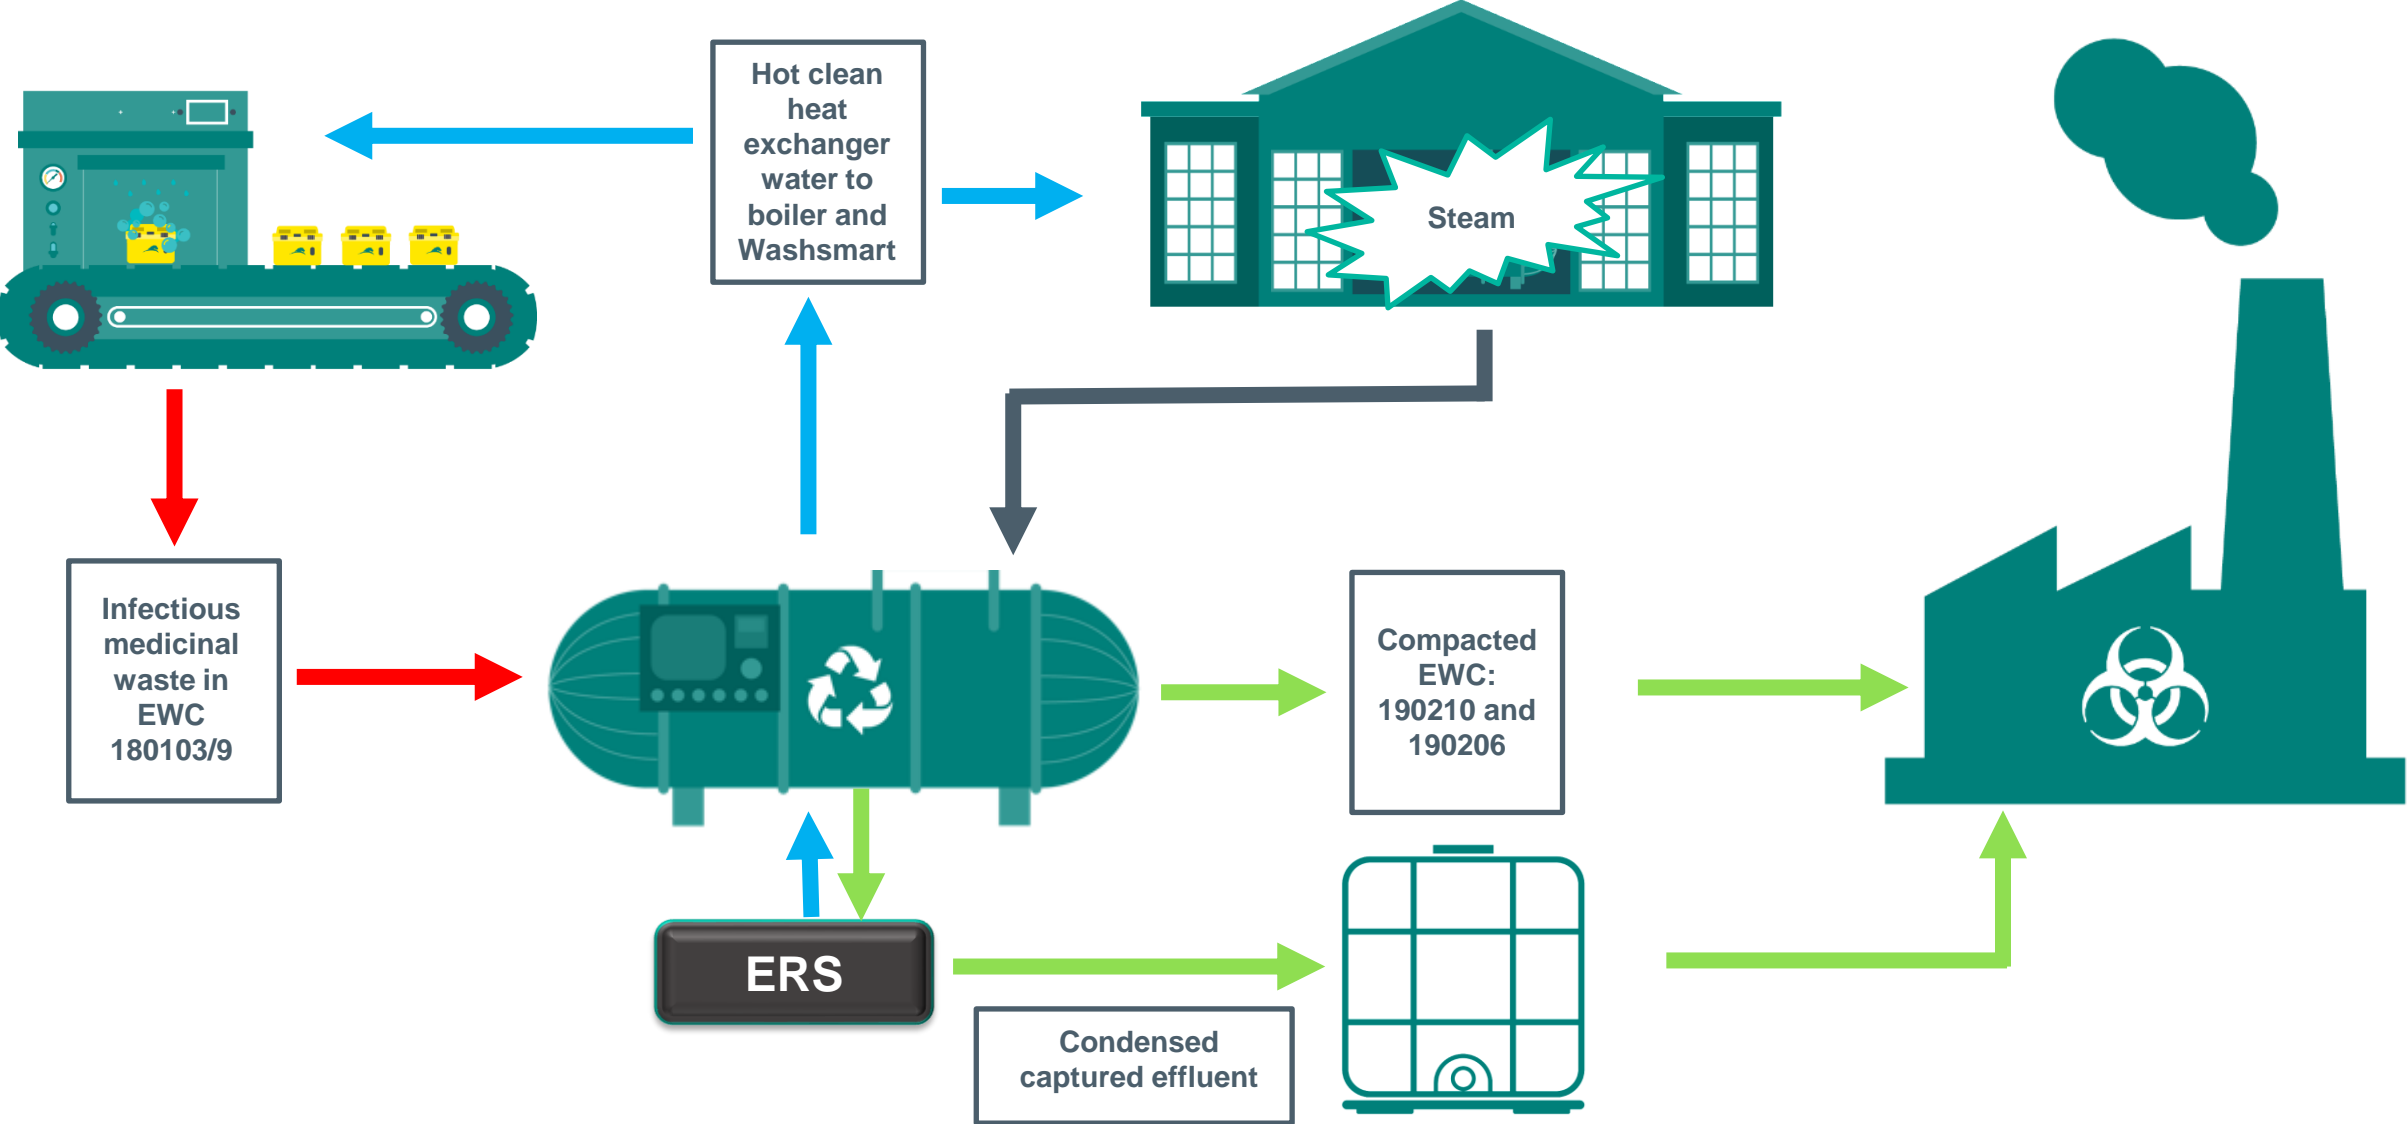 Hot clean
heat
exchanger
water to
boiler and
Washsmart
Steam
Infectious
medicinal
waste in
EWC
180103/9
Compacted
EWC:
190210 and
190206
ERS
Condensed
captured effluent